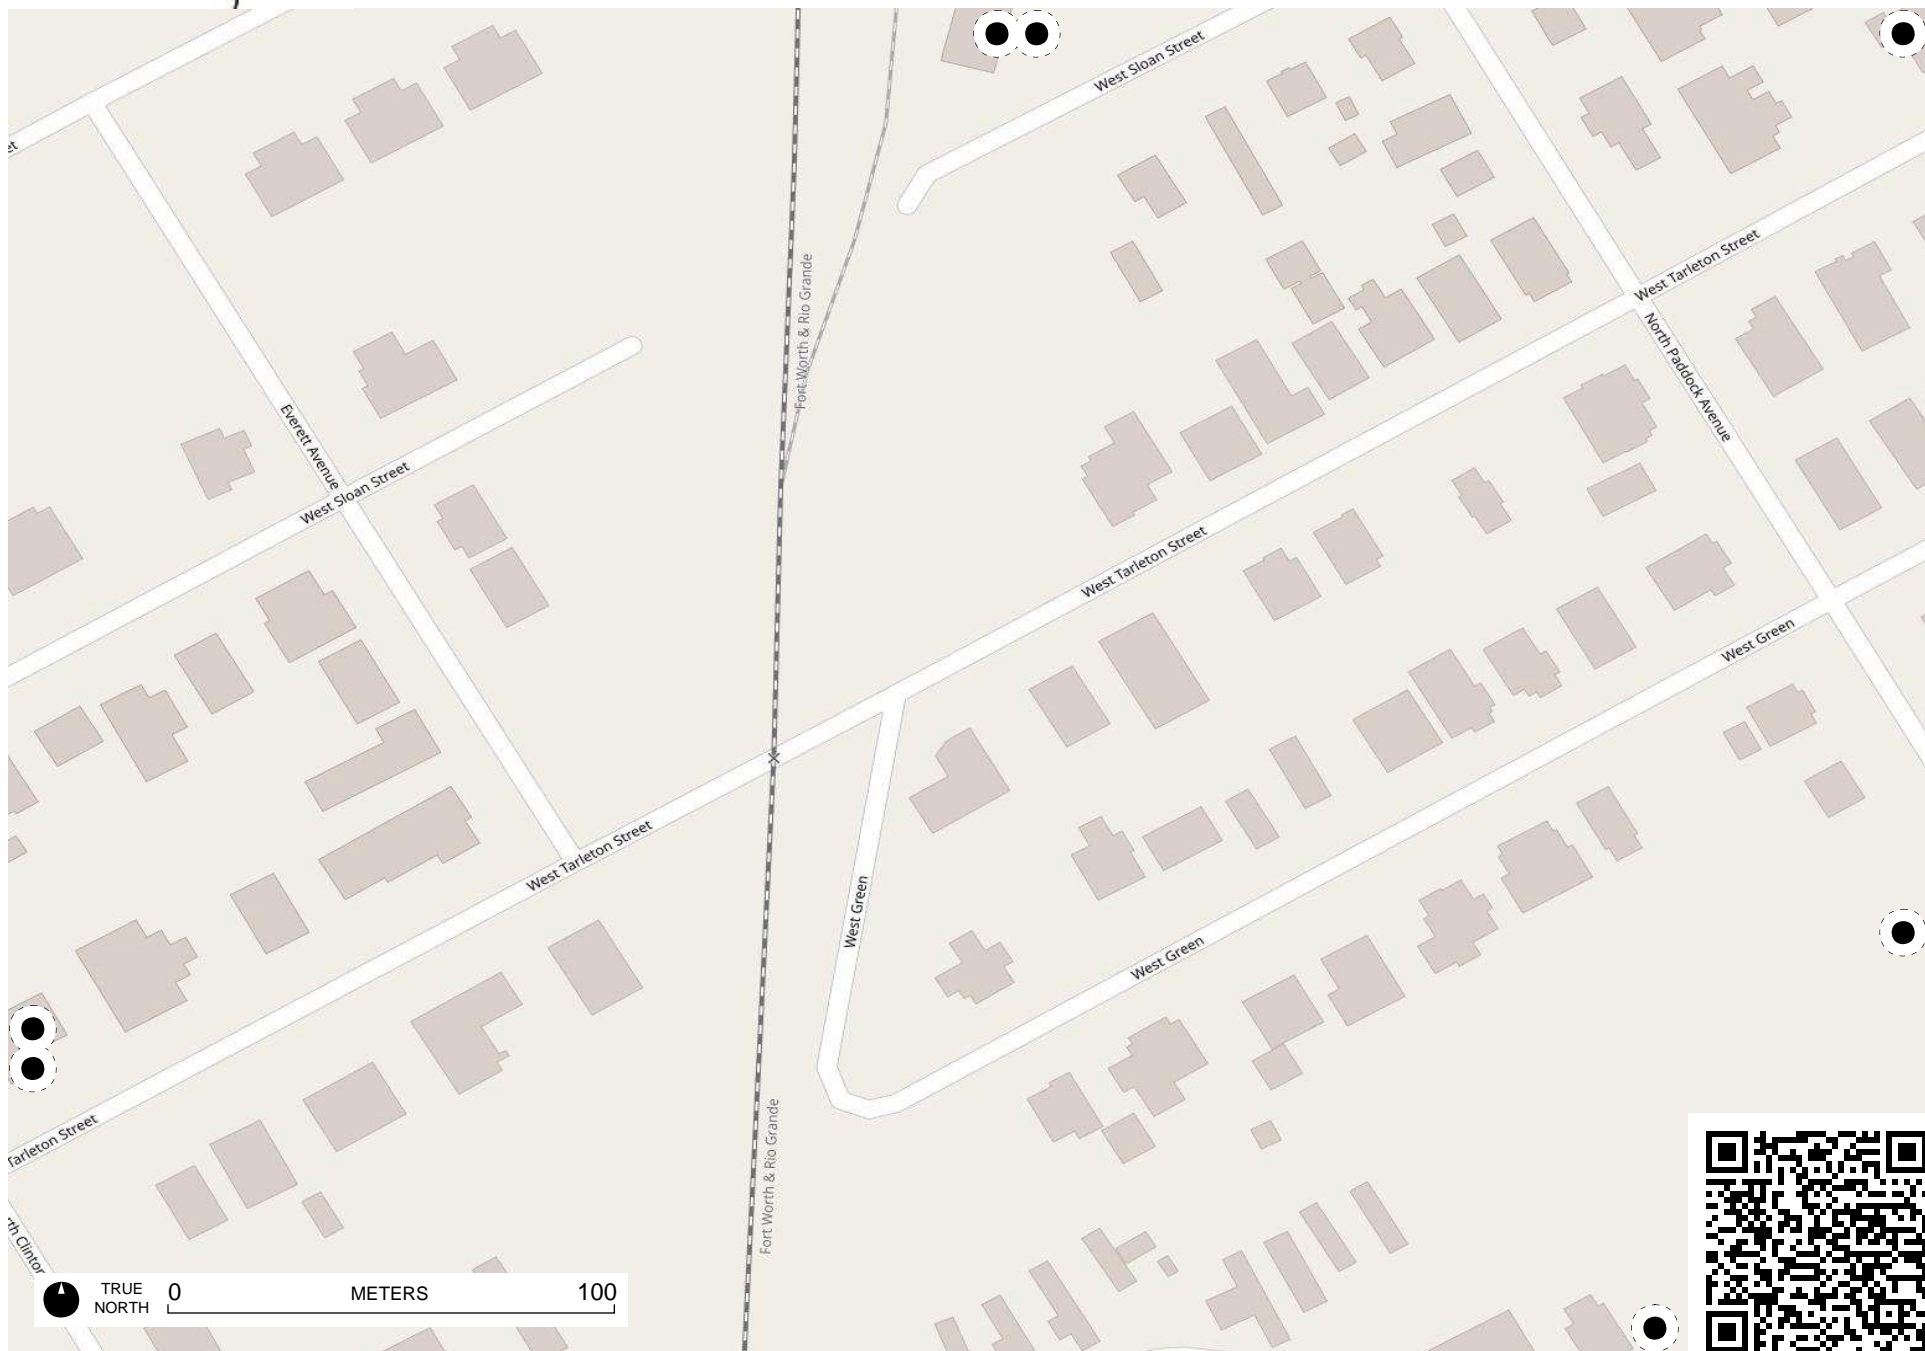 West Sloan Street
Fort Worth & Rio Grande
West Tarleton Street
North Paddock Avenue
Everett Avenue
West Sloan Street
West Tarleton Street
West Green
West Tarleton Street
West Green
West Green
Tarleton Street
Fort Worth & Rio Grande
TRUE
NORTH
0
METERS
100